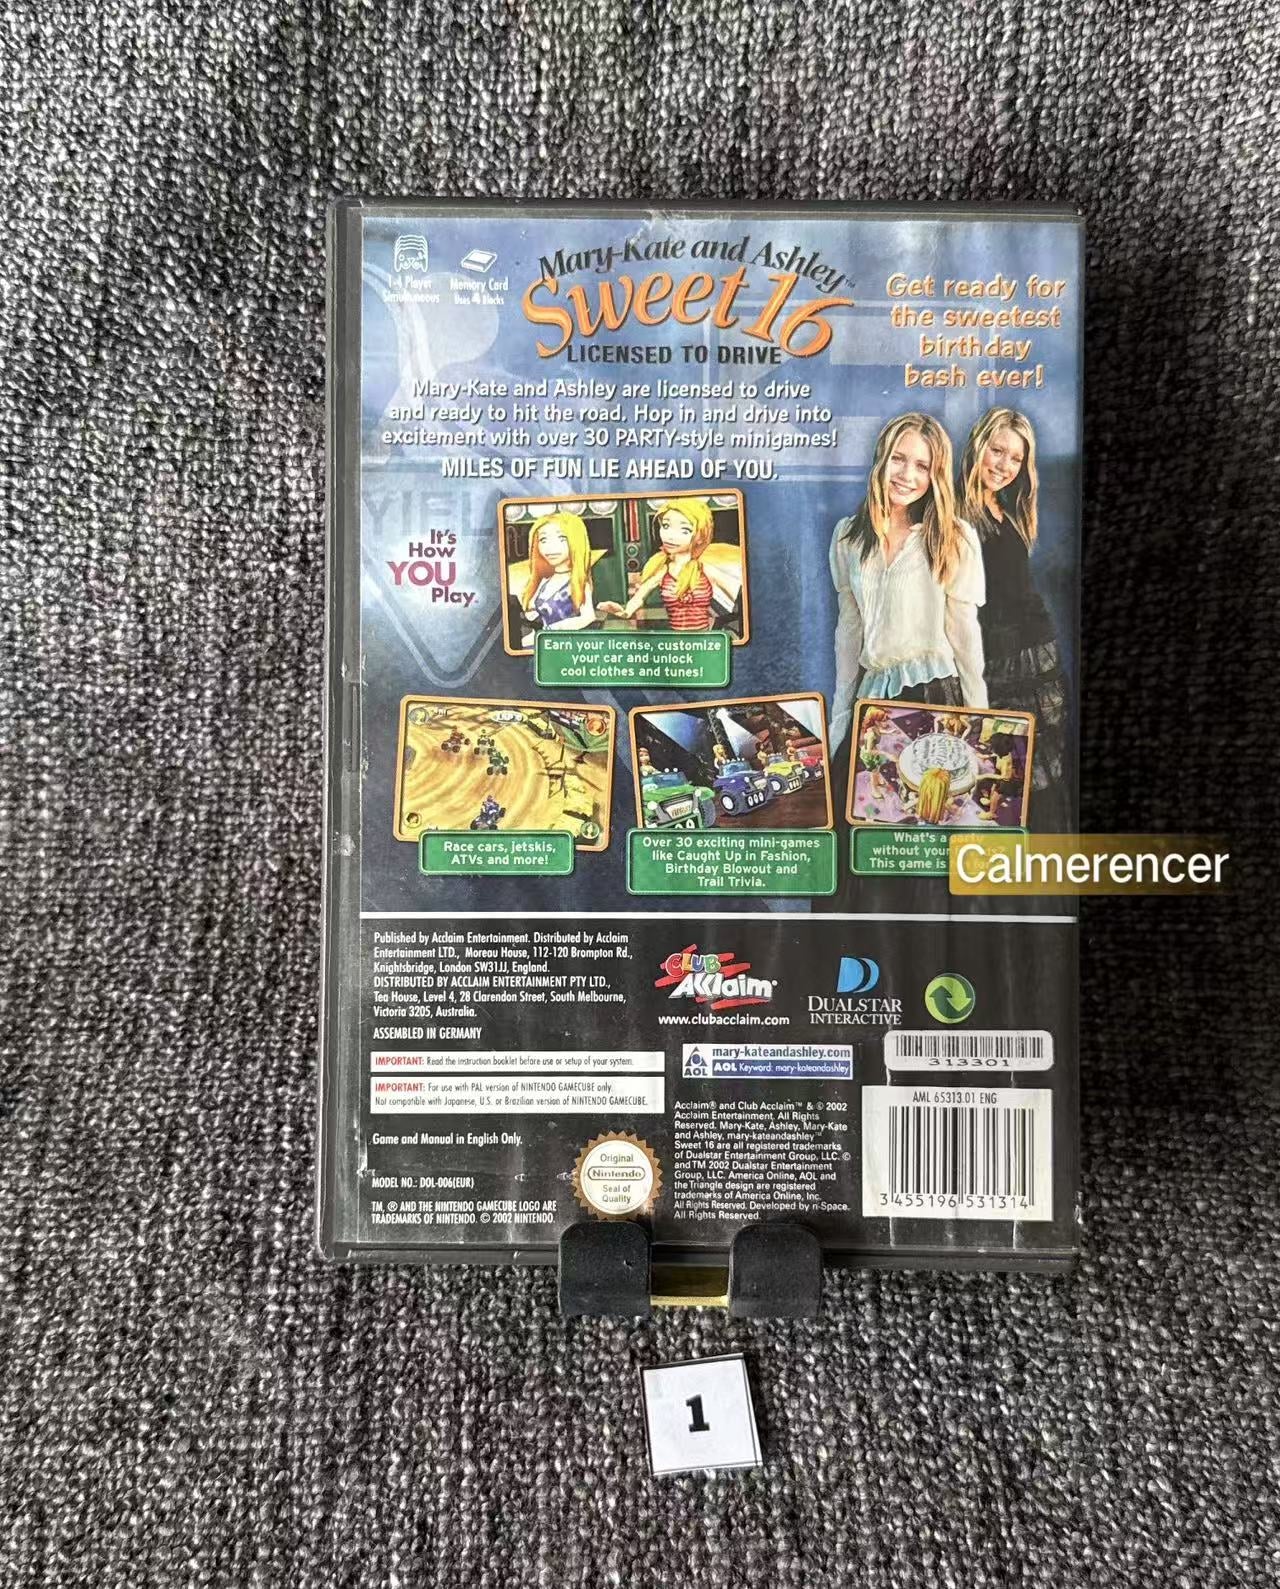 1-4 Player
Simultaneous
Memory Card
Uses 4 Blocks
Mary-Kate and Ashley™
Sweet 16
LICENSED TO DRIVE
Get ready for
the sweetest
birthday
bash ever!
Mary-Kate and Ashley are licensed to drive
and ready to hit the road. Hop in and drive into
excitement with over 30 PARTY-style minigames!
MILES OF FUN LIE AHEAD OF YOU.
YIEL
It's
How
YOU
Play.
Earn your license, customize
your car and unlock
cool clothes and tunes!
Race cars, jetskis,
ATVs and more!
Over 30 exciting mini-games
like Caught Up in Fashion,
Birthday Blowout and
Trail Trivia.
What's a party
without your
This game is
Calmerencer
Published by Acclaim Entertainment. Distributed by Acclaim
Entertainment LTD., Moreau House, 112-120 Brompton Rd.,
Knightsbridge, London SW31JJ, England.
DISTRIBUTED BY ACCLAIM ENTERTAINMENT PTY LTD.,
Tea House, Level 4, 28 Clarendon Street, South Melbourne,
Victoria 3205, Australia.
ASSEMBLED IN GERMANY
IMPORTANT: Read the instruction booklet before use or setup of your system.
IMPORTANT: For use with PAL version of NINTENDO GAMECUBE only.
Not compatible with Japanese, U.S. or Brazilian version of NINTENDO GAMECUBE.
Game and Manual in English Only.
MODEL NO.: DOL-006(EUR)
TM, ® AND THE NINTENDO GAMECUBE LOGO ARE
TRADEMARKS OF NINTENDO. © 2002 NINTENDO.
Original
Nintendo
Seal of
Quality
CLUB
Acclaim®
www.clubacclaim.com
DUALSTAR
INTERACTIVE
AOL
mary-kateandashley.com
AOL Keyword: mary-kateandashley
Acclaim® and Club Acclaim™ & © 2002
Acclaim Entertainment. All Rights
Reserved. Mary-Kate, Ashley, Mary-Kate
and Ashley, mary-kateandashley™
Sweet 16 are all registered trademarks
of Dualstar Entertainment Group, LLC. ©
and TM 2002 Dualstar Entertainment
Group, LLC. America Online, AOL and
the Triangle design are registered
trademarks of America Online, Inc.
All Rights Reserved. Developed by n-Space.
All Rights Reserved.
313301
AML 65313.01 ENG
3 455196 531314
1